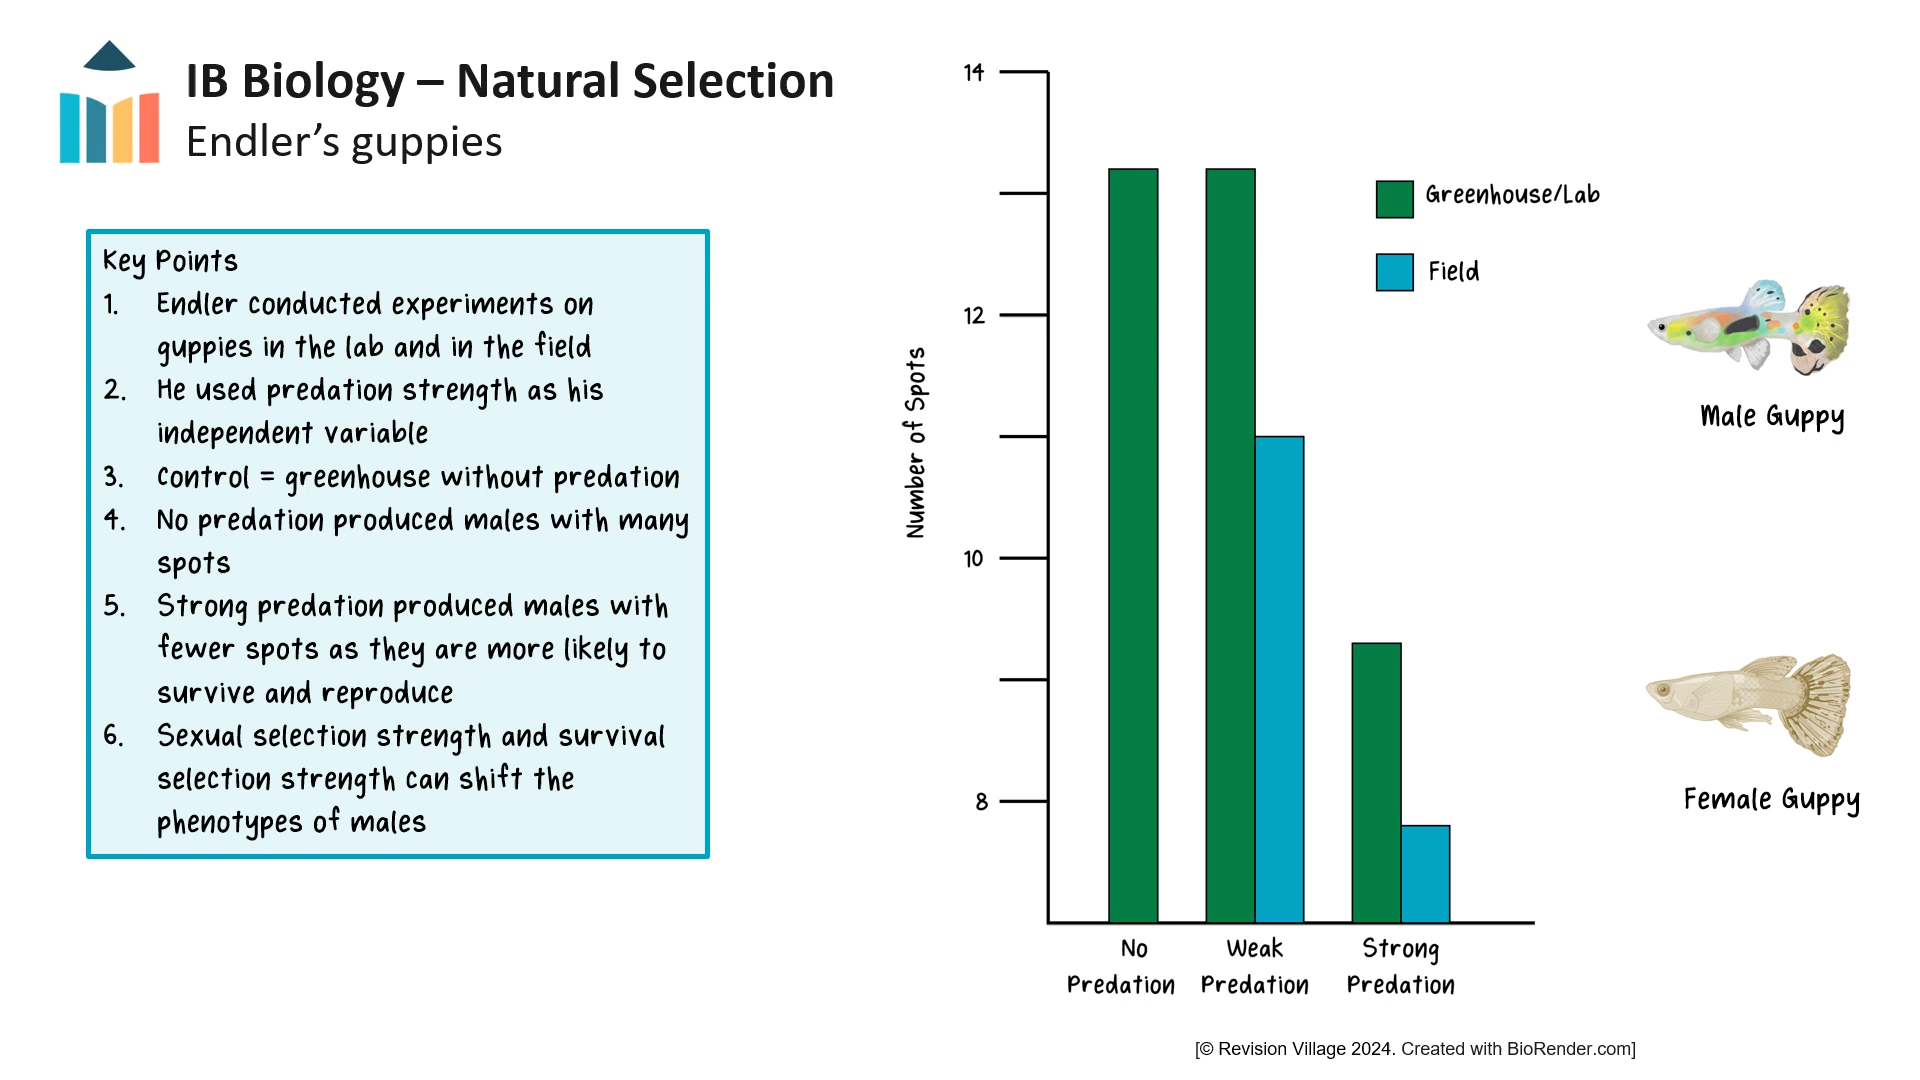 IB Biology – Natural Selection
Endler's guppies
Key Points
1. Endler conducted experiments on
guppies in the lab and in the field
2. He used predation strength as his
independent variable
3. Control = greenhouse without predation
4. No predation produced males with many
spots
5. Strong predation produced males with
fewer spots as they are more likely to
survive and reproduce
6. Sexual selection strength and survival
selection strength can shift the
phenotypes of males
Number of Spots
14
12
10
8
No
Predation
Weak
Predation
Strong
Predation
Greenhouse/Lab
Field
Male Guppy
Female Guppy
[© Revision Village 2024. Created with BioRender.com]